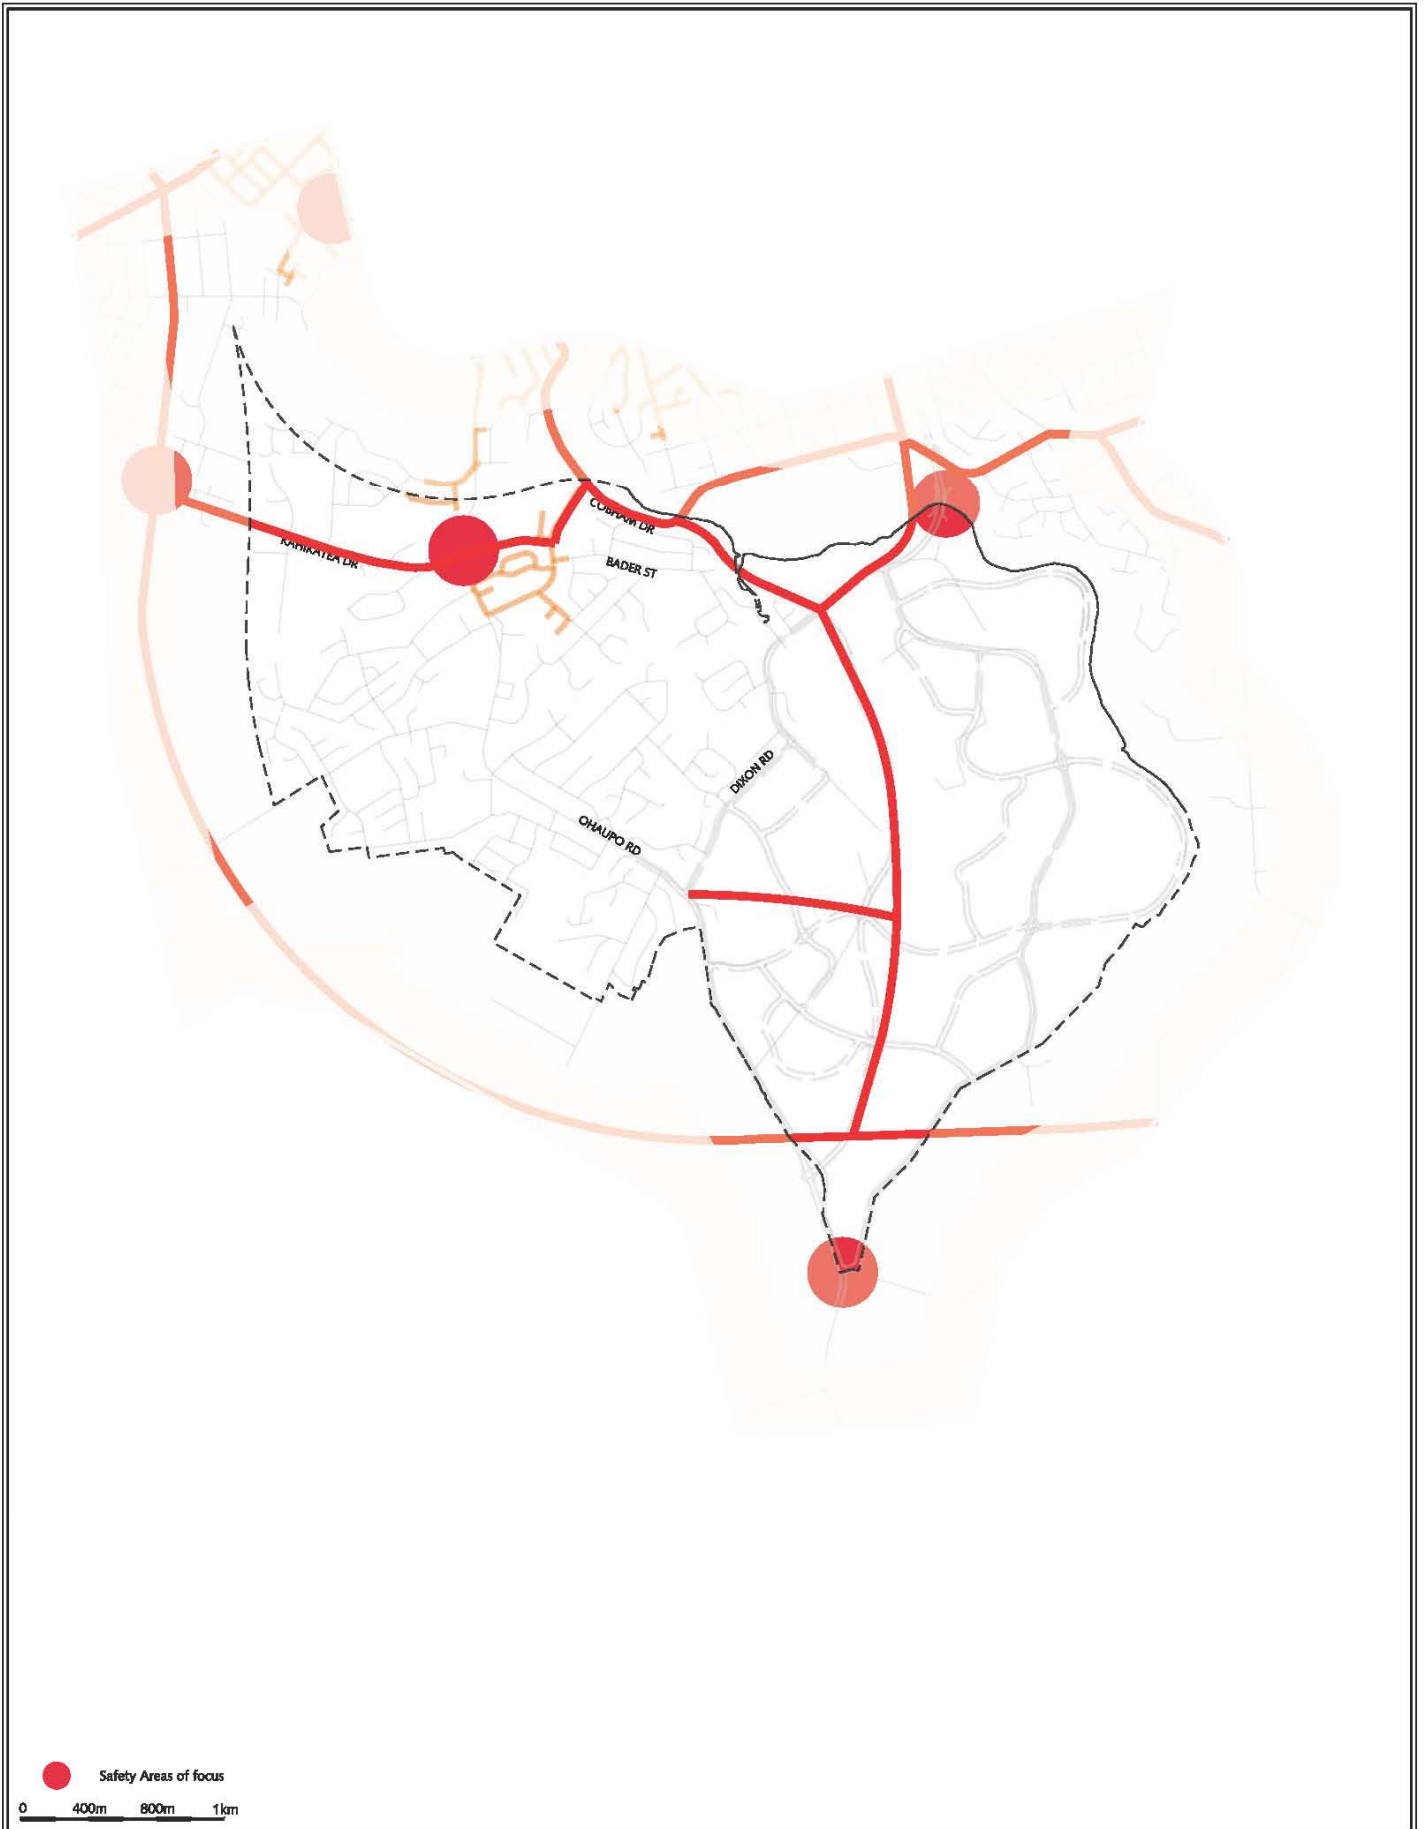 COBHAM DR
KAHIKATEA DR
BADER ST
DIXON RD
OHAUPO RD
Safety Areas of focus
0 400m 800m 1km